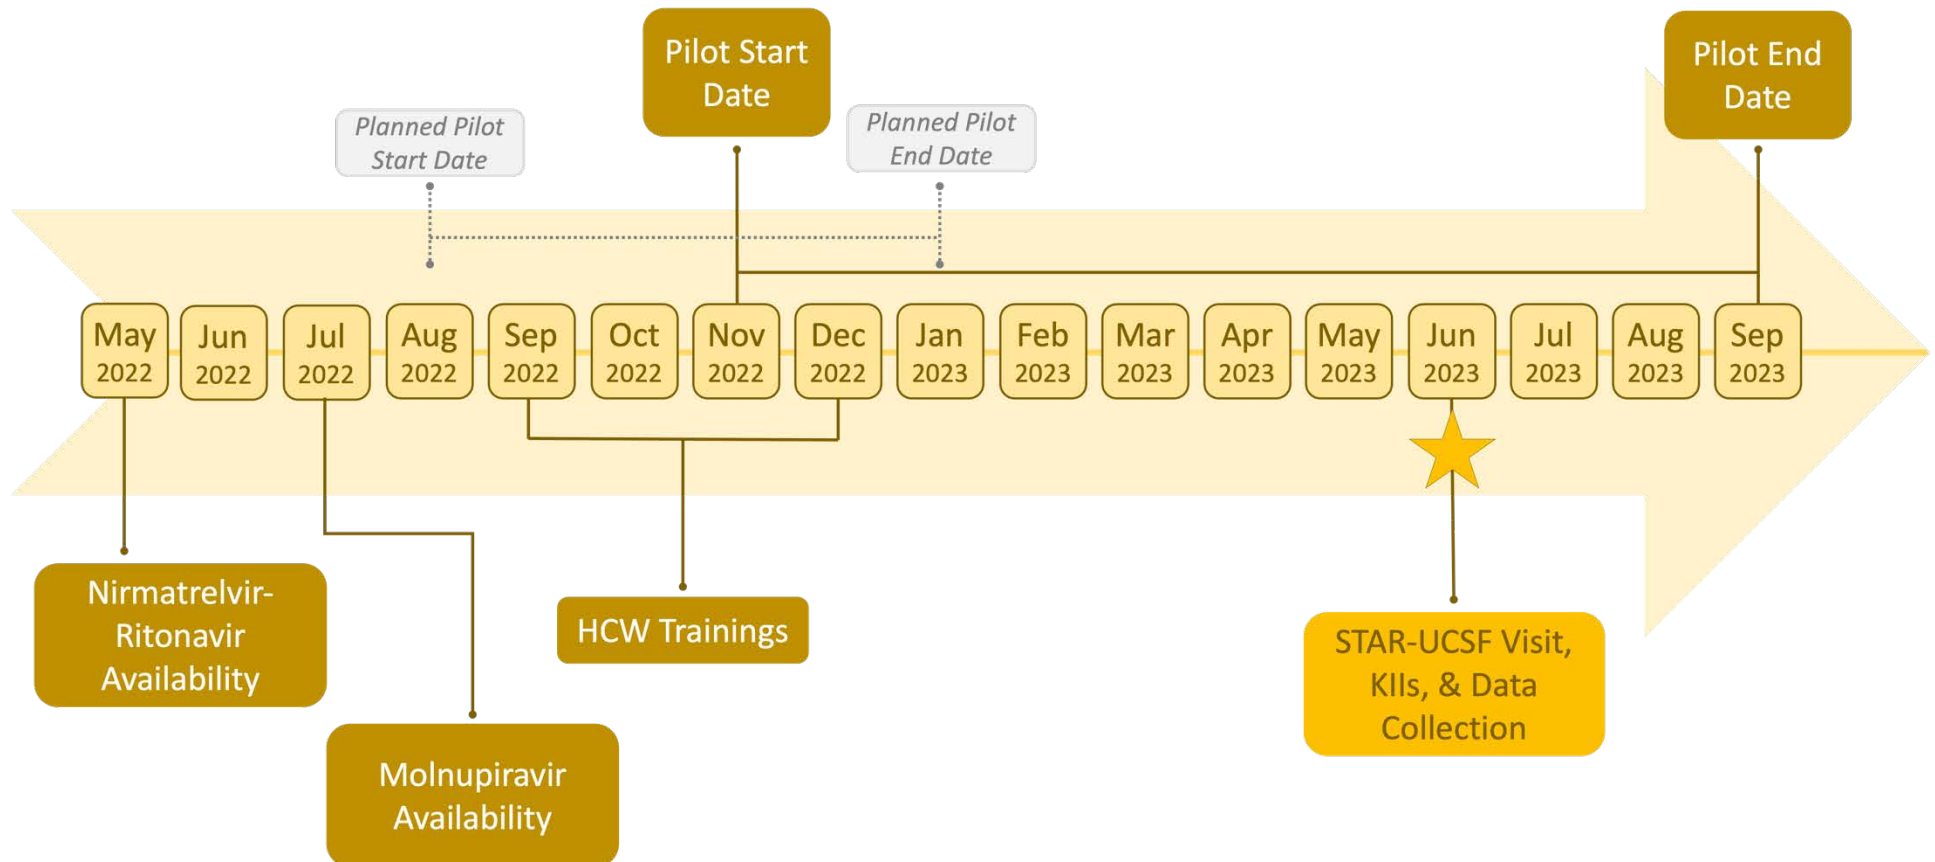 Pilot Start
Date
Pilot End
Date
Planned Pilot
Start Date
Planned Pilot
End Date
May
2022
Jun
2022
Jul
2022
Aug
2022
Sep
2022
Oct
2022
Nov
2022
Dec
2022
Jan
2023
Feb
2023
Mar
2023
Apr
2023
May
2023
Jun
2023
Jul
2023
Aug
2023
Sep
2023
Nirmatrelvir-
Ritonavir
Availability
HCW Trainings
STAR-UCSF Visit,
KIIs, & Data
Collection
Molnupiravir
Availability